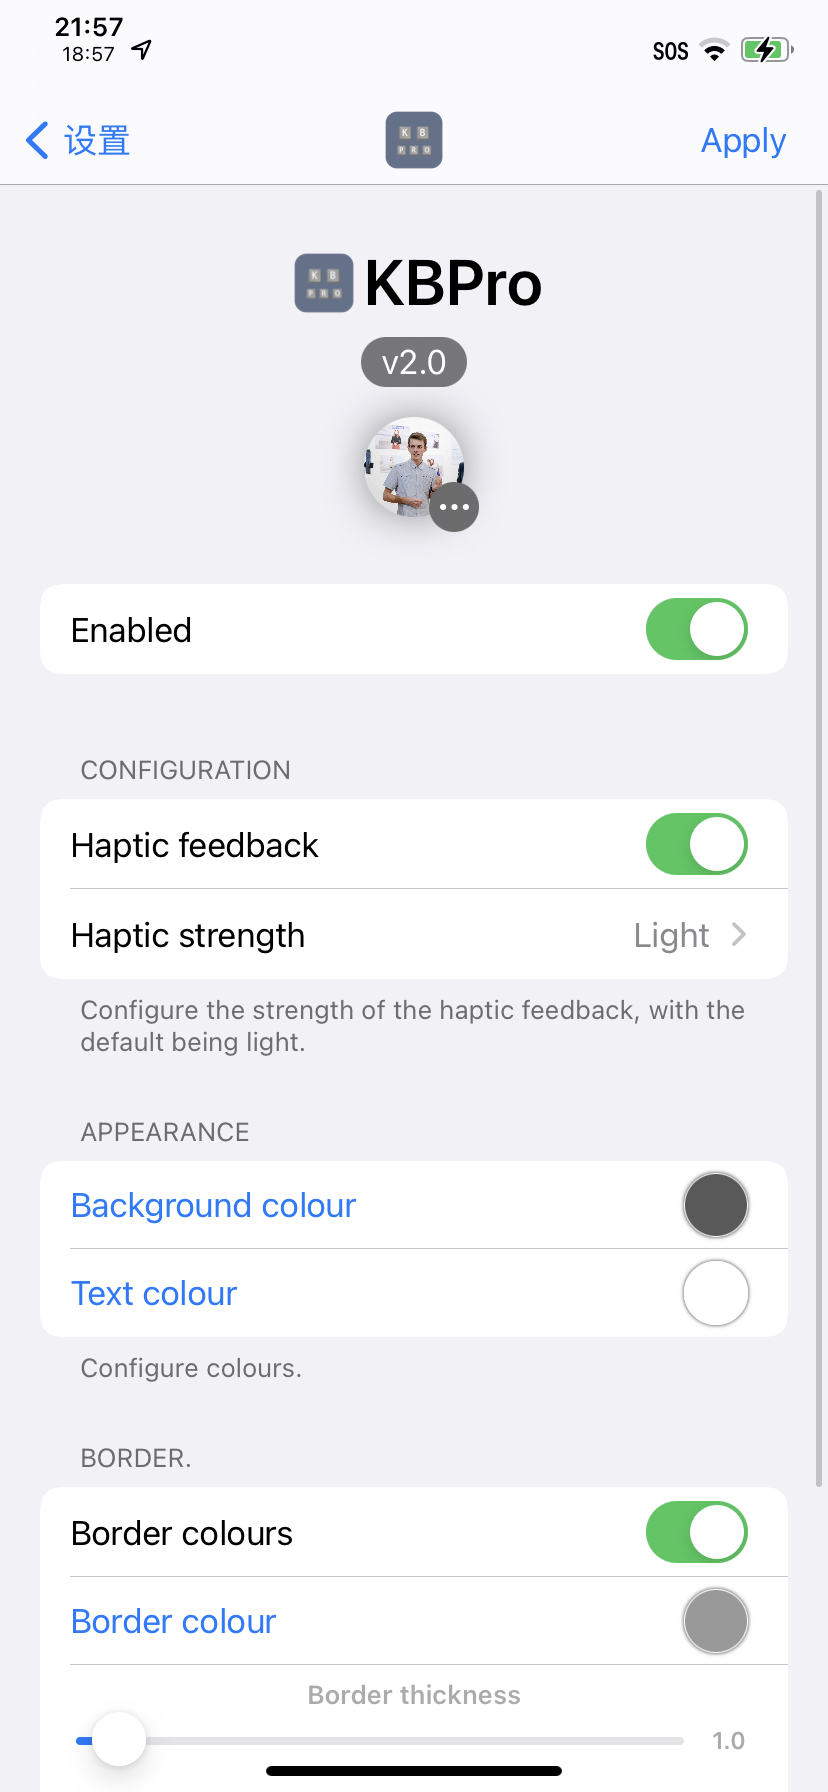 21:57
18:57
SOS
设置
K B
P R O
Apply
K B
P R O
KBPro
v2.0
Enabled
CONFIGURATION
Haptic feedback
Haptic strength
Light
Configure the strength of the haptic feedback, with the
default being light.
APPEARANCE
Background colour
Text colour
Configure colours.
BORDER.
Border colours
Border colour
Border thickness
1.0